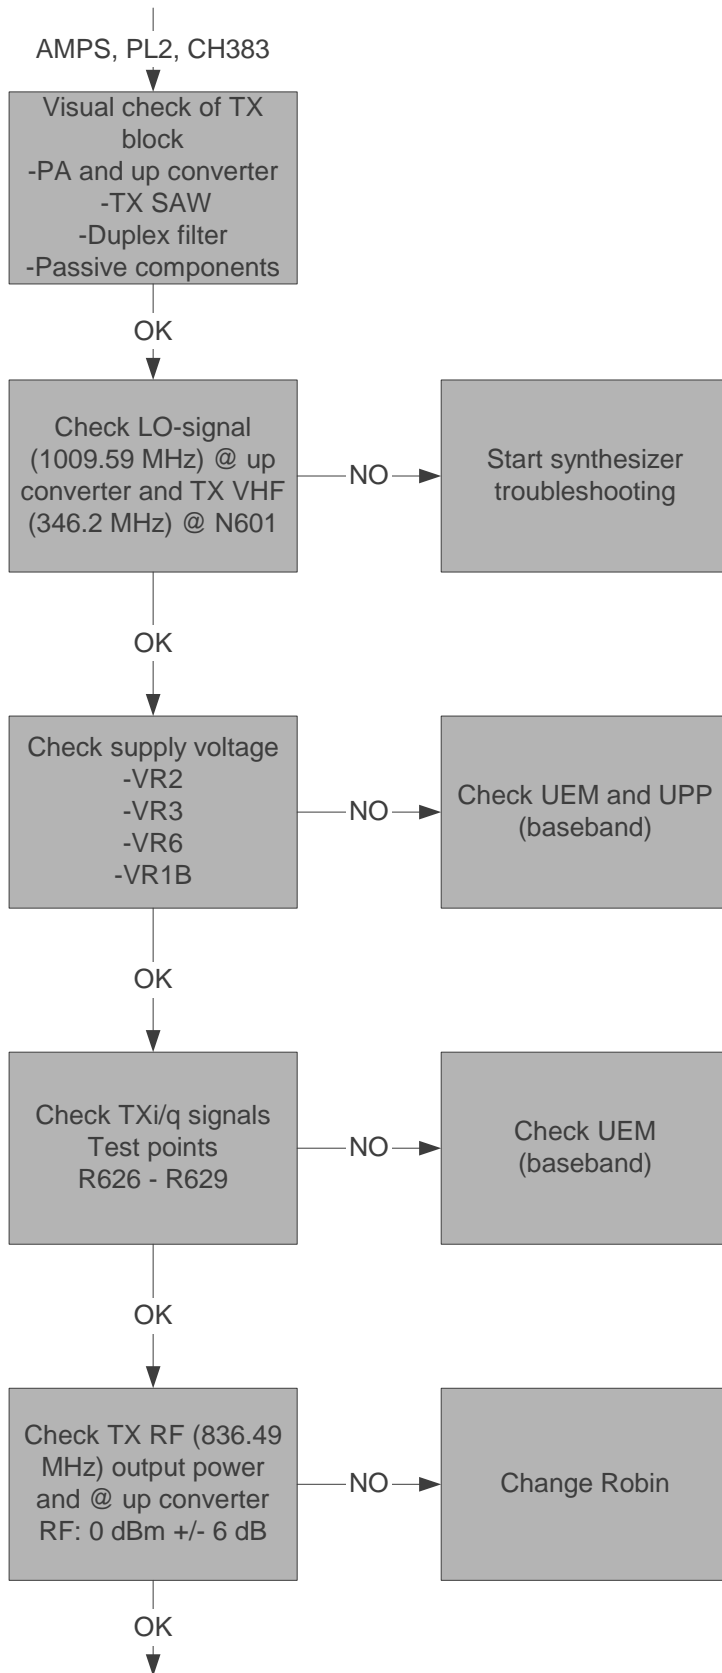 AMPS, PL2, CH383
Visual check of TX
block
-PA and up converter
-TX SAW
-Duplex filter
-Passive components
OK
Check LO-signal
(1009.59 MHz) @ up
converter and TX VHF
(346.2 MHz) @ N601
NO
Start synthesizer
troubleshooting
OK
Check supply voltage
-VR2
-VR3
-VR6
-VR1B
NO
Check UEM and UPP
(baseband)
OK
Check TXi/q signals
Test points
R626 - R629
NO
Check UEM
(baseband)
OK
Check TX RF (836.49
MHz) output power
and @ up converter
RF: 0 dBm +/- 6 dB
NO
Change Robin
OK